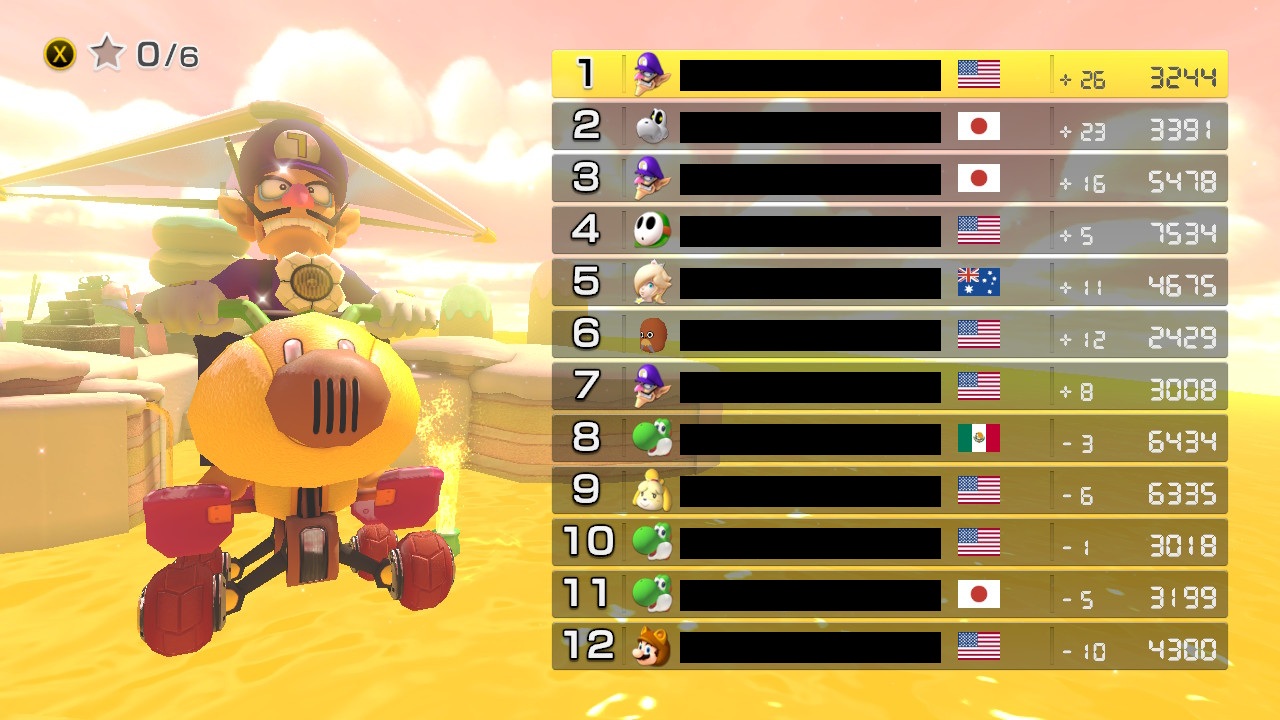 X 0/6
1 + 26 3244
2 + 23 3391
3 + 16 5478
4 + 5 7534
5 + 11 4675
6 + 12 2429
7 + 8 3008
8 - 3 6434
9 - 6 6335
10 - 1 3018
11 - 5 3199
12 - 10 4380